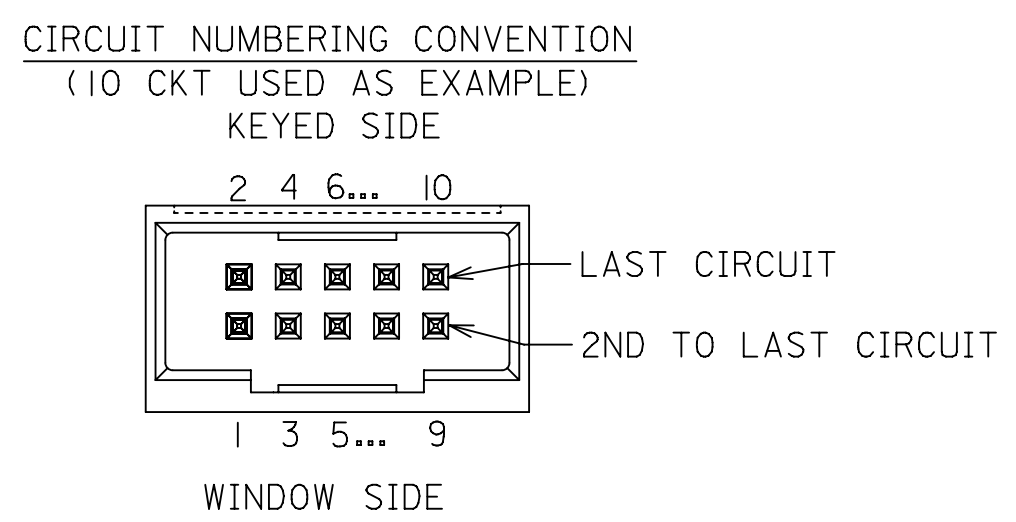 CIRCUIT NUMBERING CONVENTION
(10 CKT USED AS EXAMPLE)
KEYED SIDE
2 4 6... 10
LAST CIRCUIT
2ND TO LAST CIRCUIT
1 3 5... 9
WINDOW SIDE